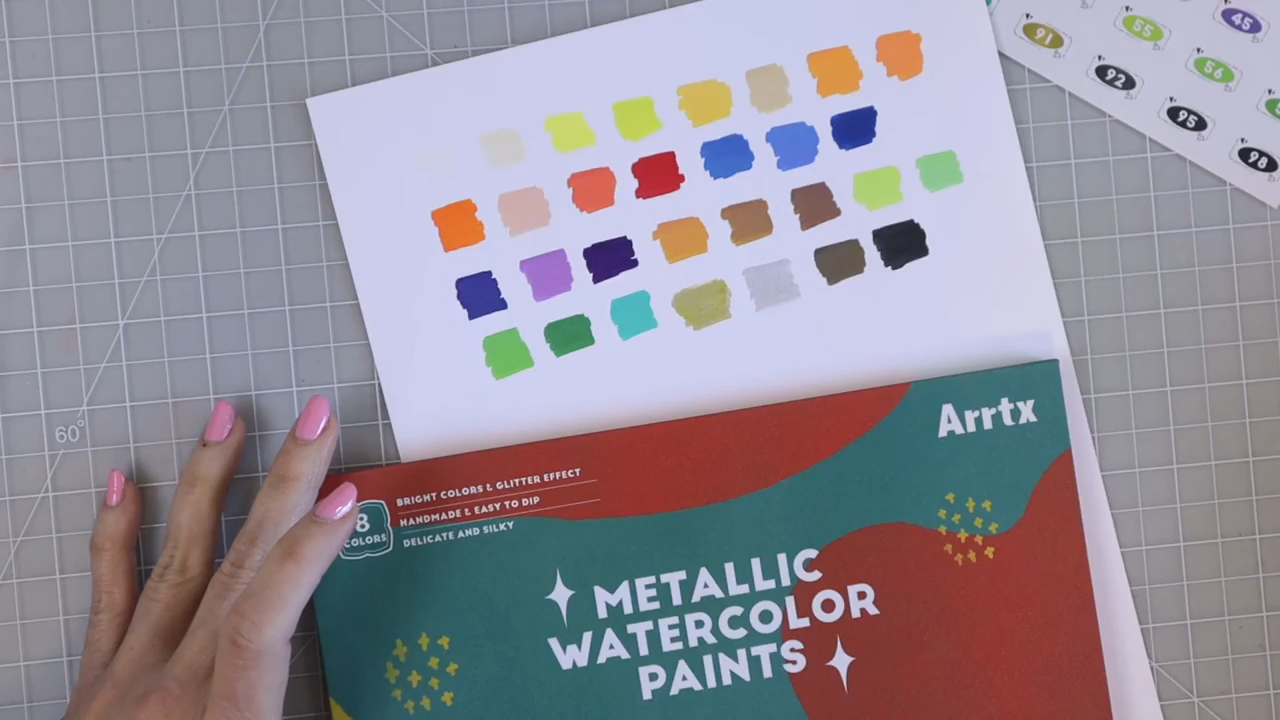 45
55
91
56
92
95
98
60°
Arrtx
BRIGHT COLORS & GLITTER EFFECT
HANDMADE & EASY TO DIP
DELICATE AND SILKY
8
COLORS
METALLIC
WATERCOLOR
PAINTS